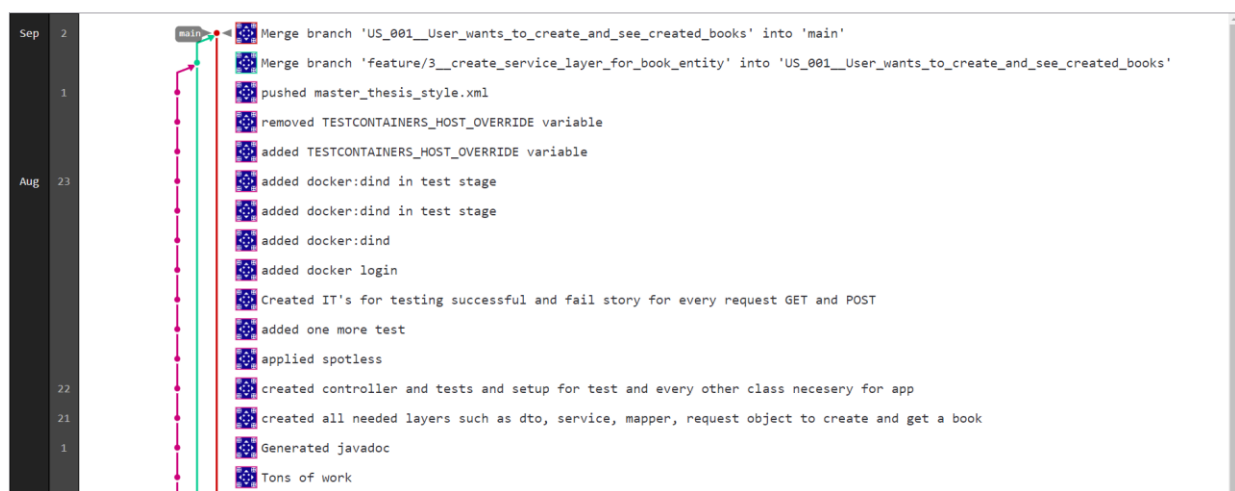 Sep 2 main Merge branch 'US_001__User_wants_to_create_and_see_created_books' into 'main'
Merge branch 'feature/3__create_service_layer_for_book_entity' into 'US_001__User_wants_to_create_and_see_created_books'
1 pushed master_thesis_style.xml
removed TESTCONTAINERS_HOST_OVERRIDE variable
added TESTCONTAINERS_HOST_OVERRIDE variable
Aug 23 added docker:dind in test stage
added docker:dind in test stage
added docker:dind
added docker login
Created IT's for testing successful and fail story for every request GET and POST
added one more test
applied spotless
22 created controller and tests and setup for test and every other class necesery for app
21 created all needed layers such as dto, service, mapper, request object to create and get a book
1 Generated javadoc
Tons of work